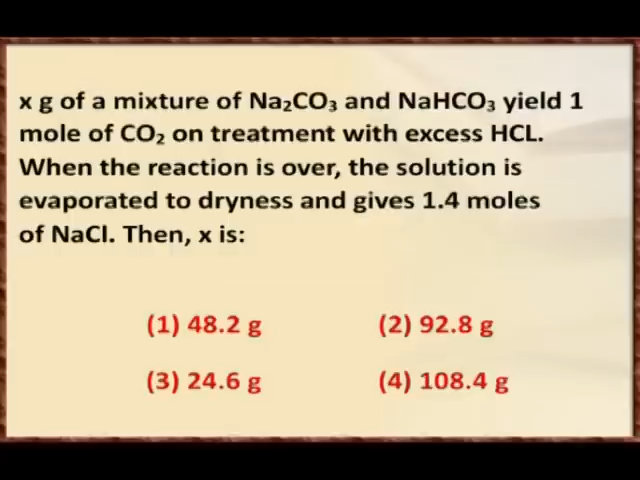 x g of a mixture of Na₂CO₃ and NaHCO₃ yield 1
mole of CO₂ on treatment with excess HCL.
When the reaction is over, the solution is
evaporated to dryness and gives 1.4 moles
of NaCl. Then, x is:
(1) 48.2 g (2) 92.8 g
(3) 24.6 g (4) 108.4 g